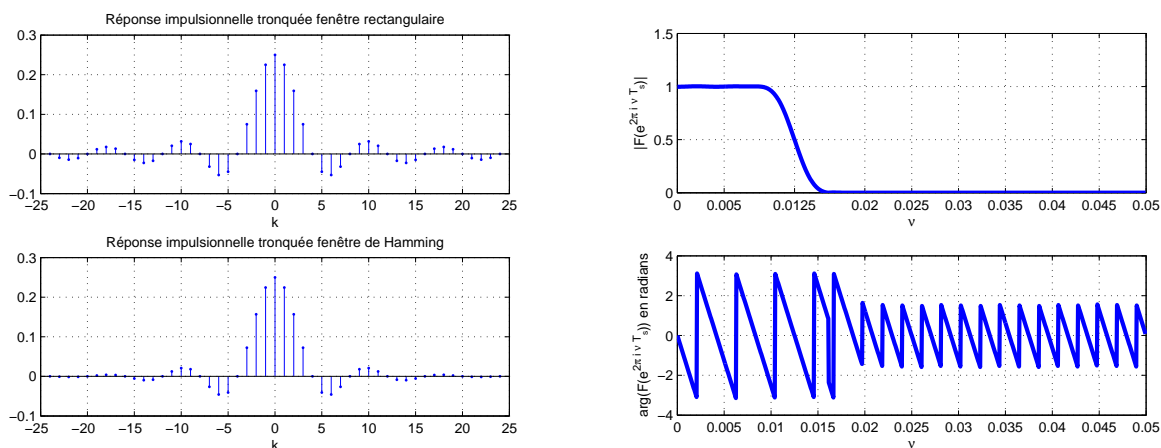 Réponse impulsionnelle tronquée fenêtre rectangulaire
0.3
0.2
0.1
0
−0.1
−25 −20 −15 −10 −5 0 5 10 15 20 25
k
Réponse impulsionnelle tronquée fenêtre de Hamming
0.3
0.2
0.1
0
−0.1
−25 −20 −15 −10 −5 0 5 10 15 20 25
k
|F(e^{2π i ν T_s})|
1.5
1
0.5
0
0 0.005 0.0125 0.02 0.025 0.03 0.035 0.04 0.045 0.05
ν
arg(F(e^{2π i ν T_s})) en radians
4
2
0
−2
−4
0 0.005 0.01 0.015 0.02 0.025 0.03 0.035 0.04 0.045 0.05
ν